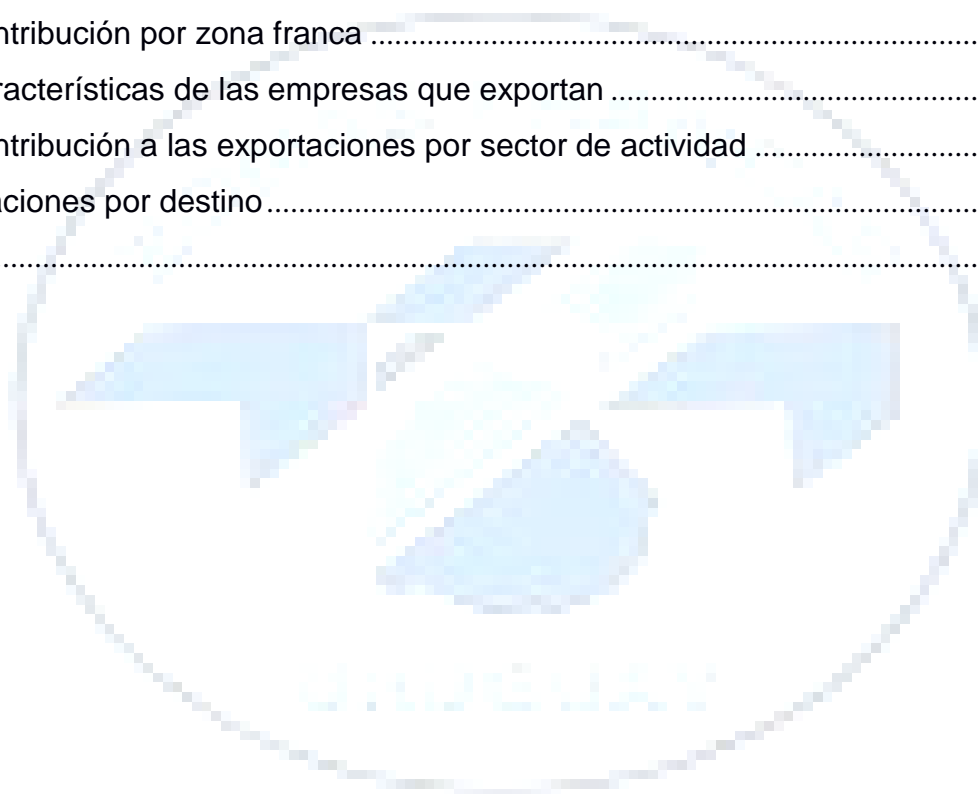 ntribución por zona franca ........................................................................
racterísticas de las empresas que exportan .............................................
ntribución a las exportaciones por sector de actividad ...........................
aciones por destino .....................................................................................
.......................................................................................................................
URUGUAY